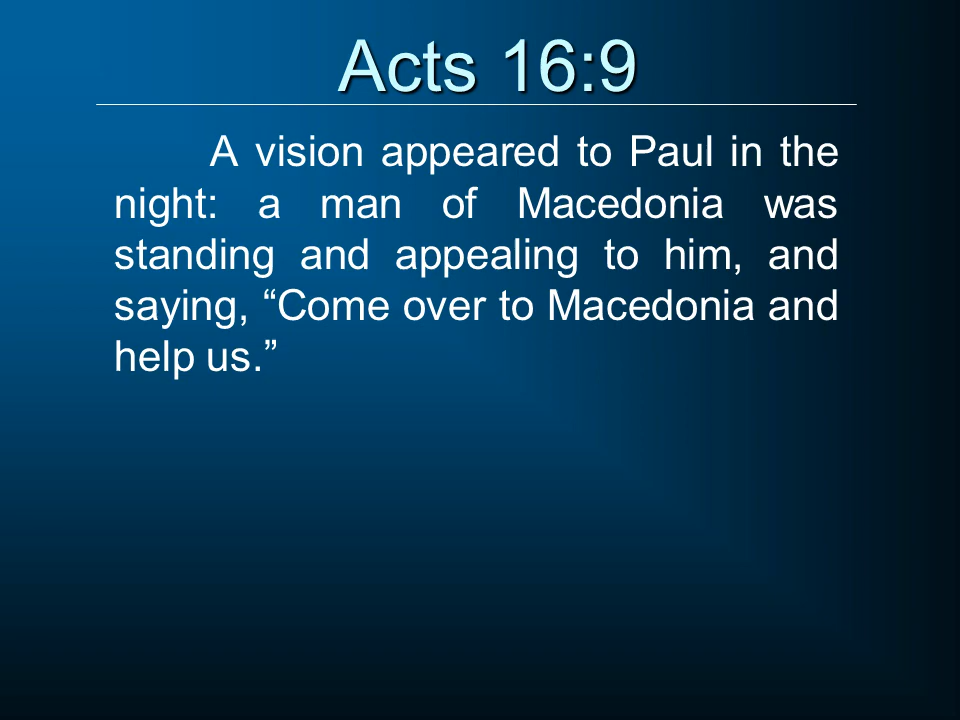 Acts 16:9
A vision appeared to Paul in the
night: a man of Macedonia was
standing and appealing to him, and
saying, “Come over to Macedonia and
help us.”